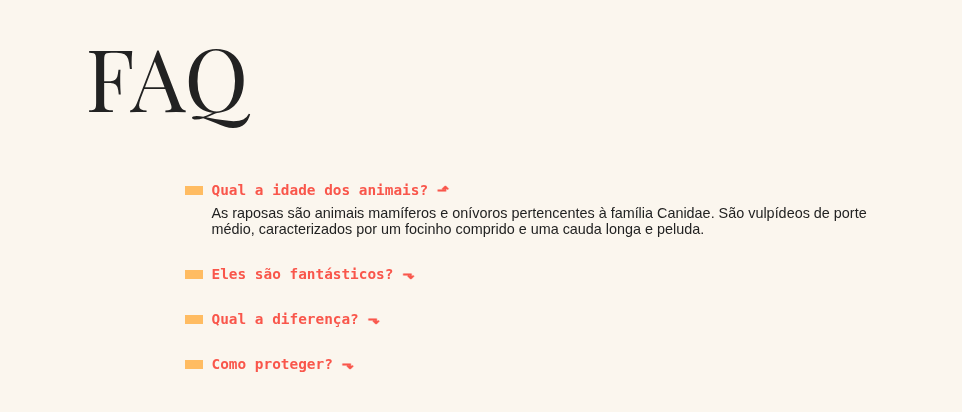 FAQ
Qual a idade dos animais?
As raposas são animais mamíferos e onívoros pertencentes à família Canidae. São vulpídeos de porte
médio, caracterizados por um focinho comprido e uma cauda longa e peluda.
Eles são fantásticos?
Qual a diferença?
Como proteger?